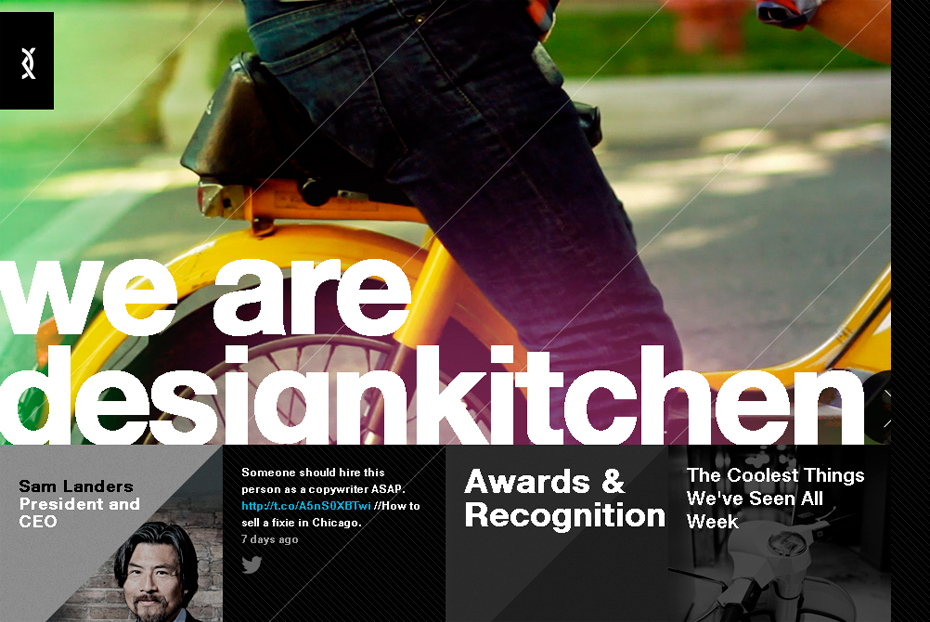 we are
designkitchen
Sam Landers
President and
CEO
Someone should hire this
person as a copywriter ASAP.
http://t.co/A5nS0XBTwi //How to
sell a fixie in Chicago.
7 days ago
Awards &
Recognition
The Coolest Things
We've Seen All
Week